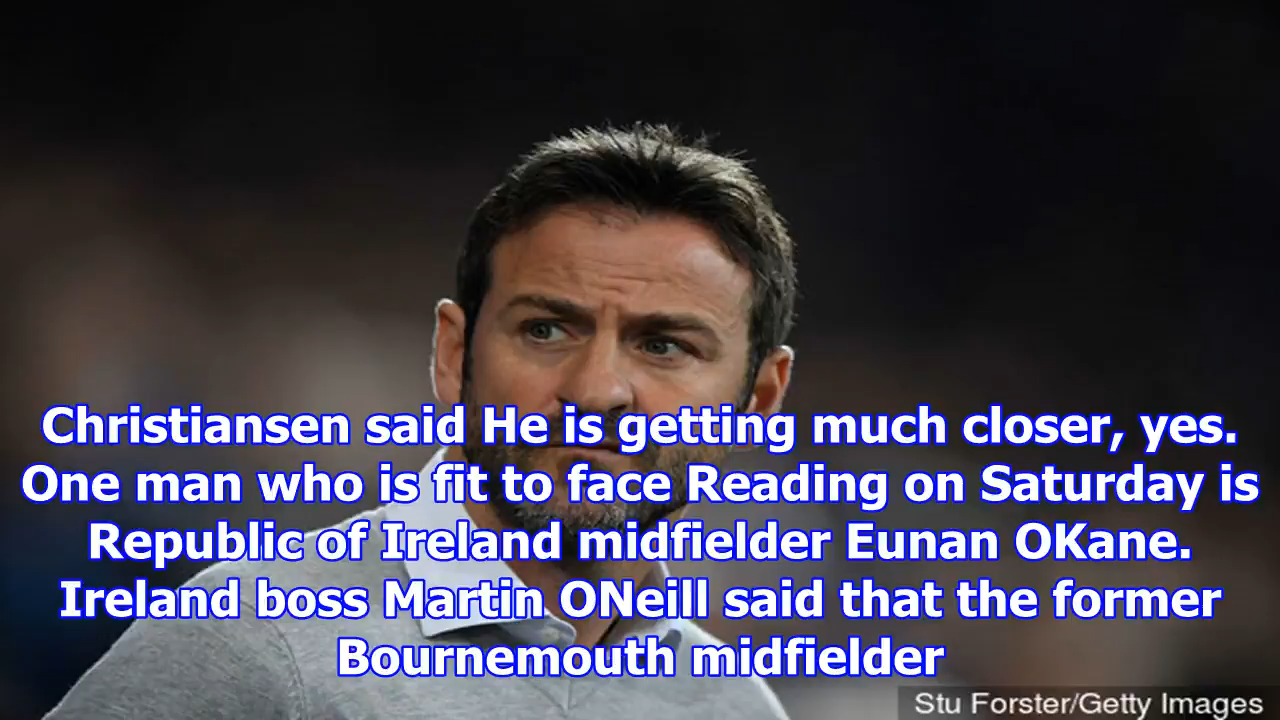 Christiansen said He is getting much closer, yes.
One man who is fit to face Reading on Saturday is
Republic of Ireland midfielder Eunan OKane.
Ireland boss Martin ONeill said that the former
Bournemouth midfielder
Stu Forster/Getty Images